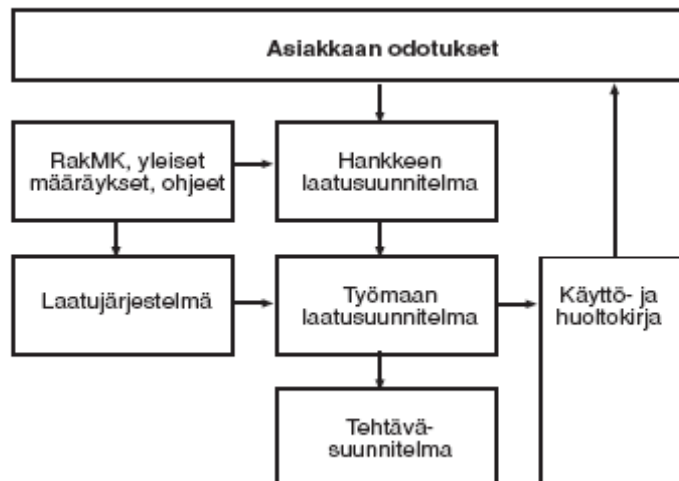 Asiakkaan odotukset
RakMK, yleiset
määräykset, ohjeet
Hankkeen
laatusuunnitelma
Laatujärjestelmä
Työmaan
laatusuunnitelma
Käyttö- ja
huoltokirja
Tehtävä-
suunnitelma